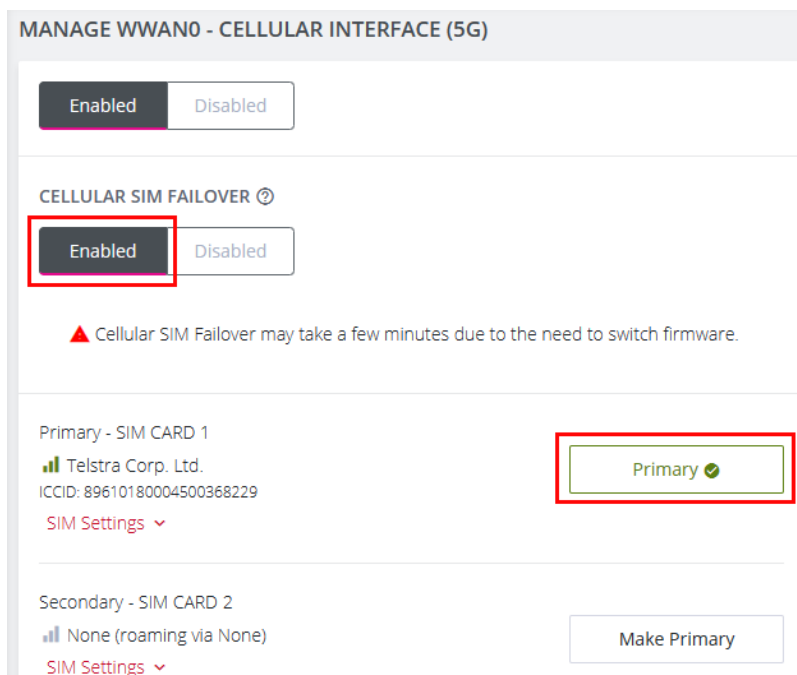 MANAGE WWAN0 - CELLULAR INTERFACE (5G)
Enabled Disabled
CELLULAR SIM FAILOVER
Enabled Disabled
Cellular SIM Failover may take a few minutes due to the need to switch firmware.
Primary - SIM CARD 1
Telstra Corp. Ltd.
Primary
ICCID: 89610180004500368229
SIM Settings
Secondary - SIM CARD 2
None (roaming via None)
Make Primary
SIM Settings